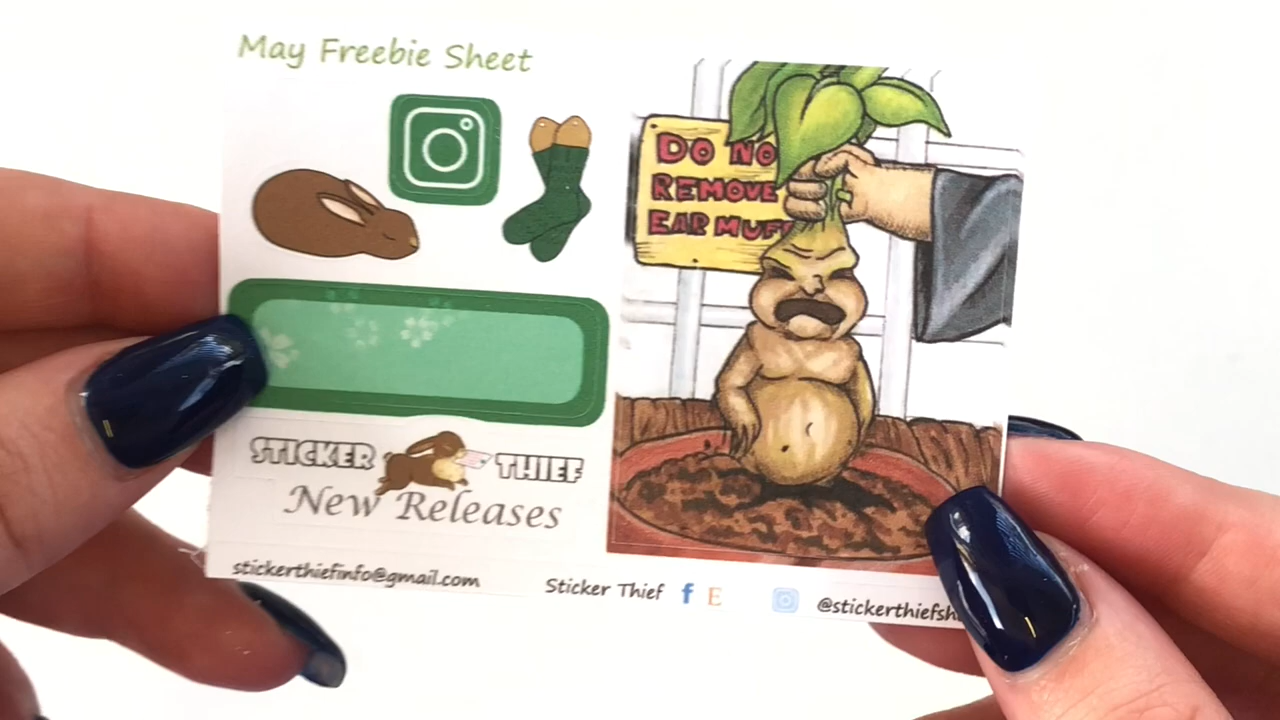 May Freebie Sheet
DO NO
REMOVE
EAR MUF
STICKER THIEF
New Releases
stickerthiefinfo@gmail.com
Sticker Thief f E
@stickerthiefsh